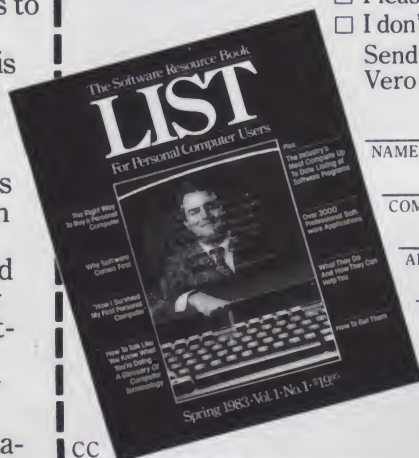 s to
is
s
n
d
t-
a-
CC
The Software Resource Book
LIST
For Personal Computer Users
The Right Way
To Buy a Personal
Computer
Why Software
Comes First
"How I Survived
My First Personal
Computer
How To Talk Like
You Know What
You're Doing
A Glossary Of
Computer
Terminology
Plus
The Industry's
Most Complete Up
To Date Listing of
Software Programs
Over 3000
Professional Soft-
ware Applications
What They Do
And How They Can
Help You
How To Get Them
Spring 1983·Vol.1·No.1·$19.95
☐ Pleas
☐ I don'
Send
Vero
NAME
COM
A